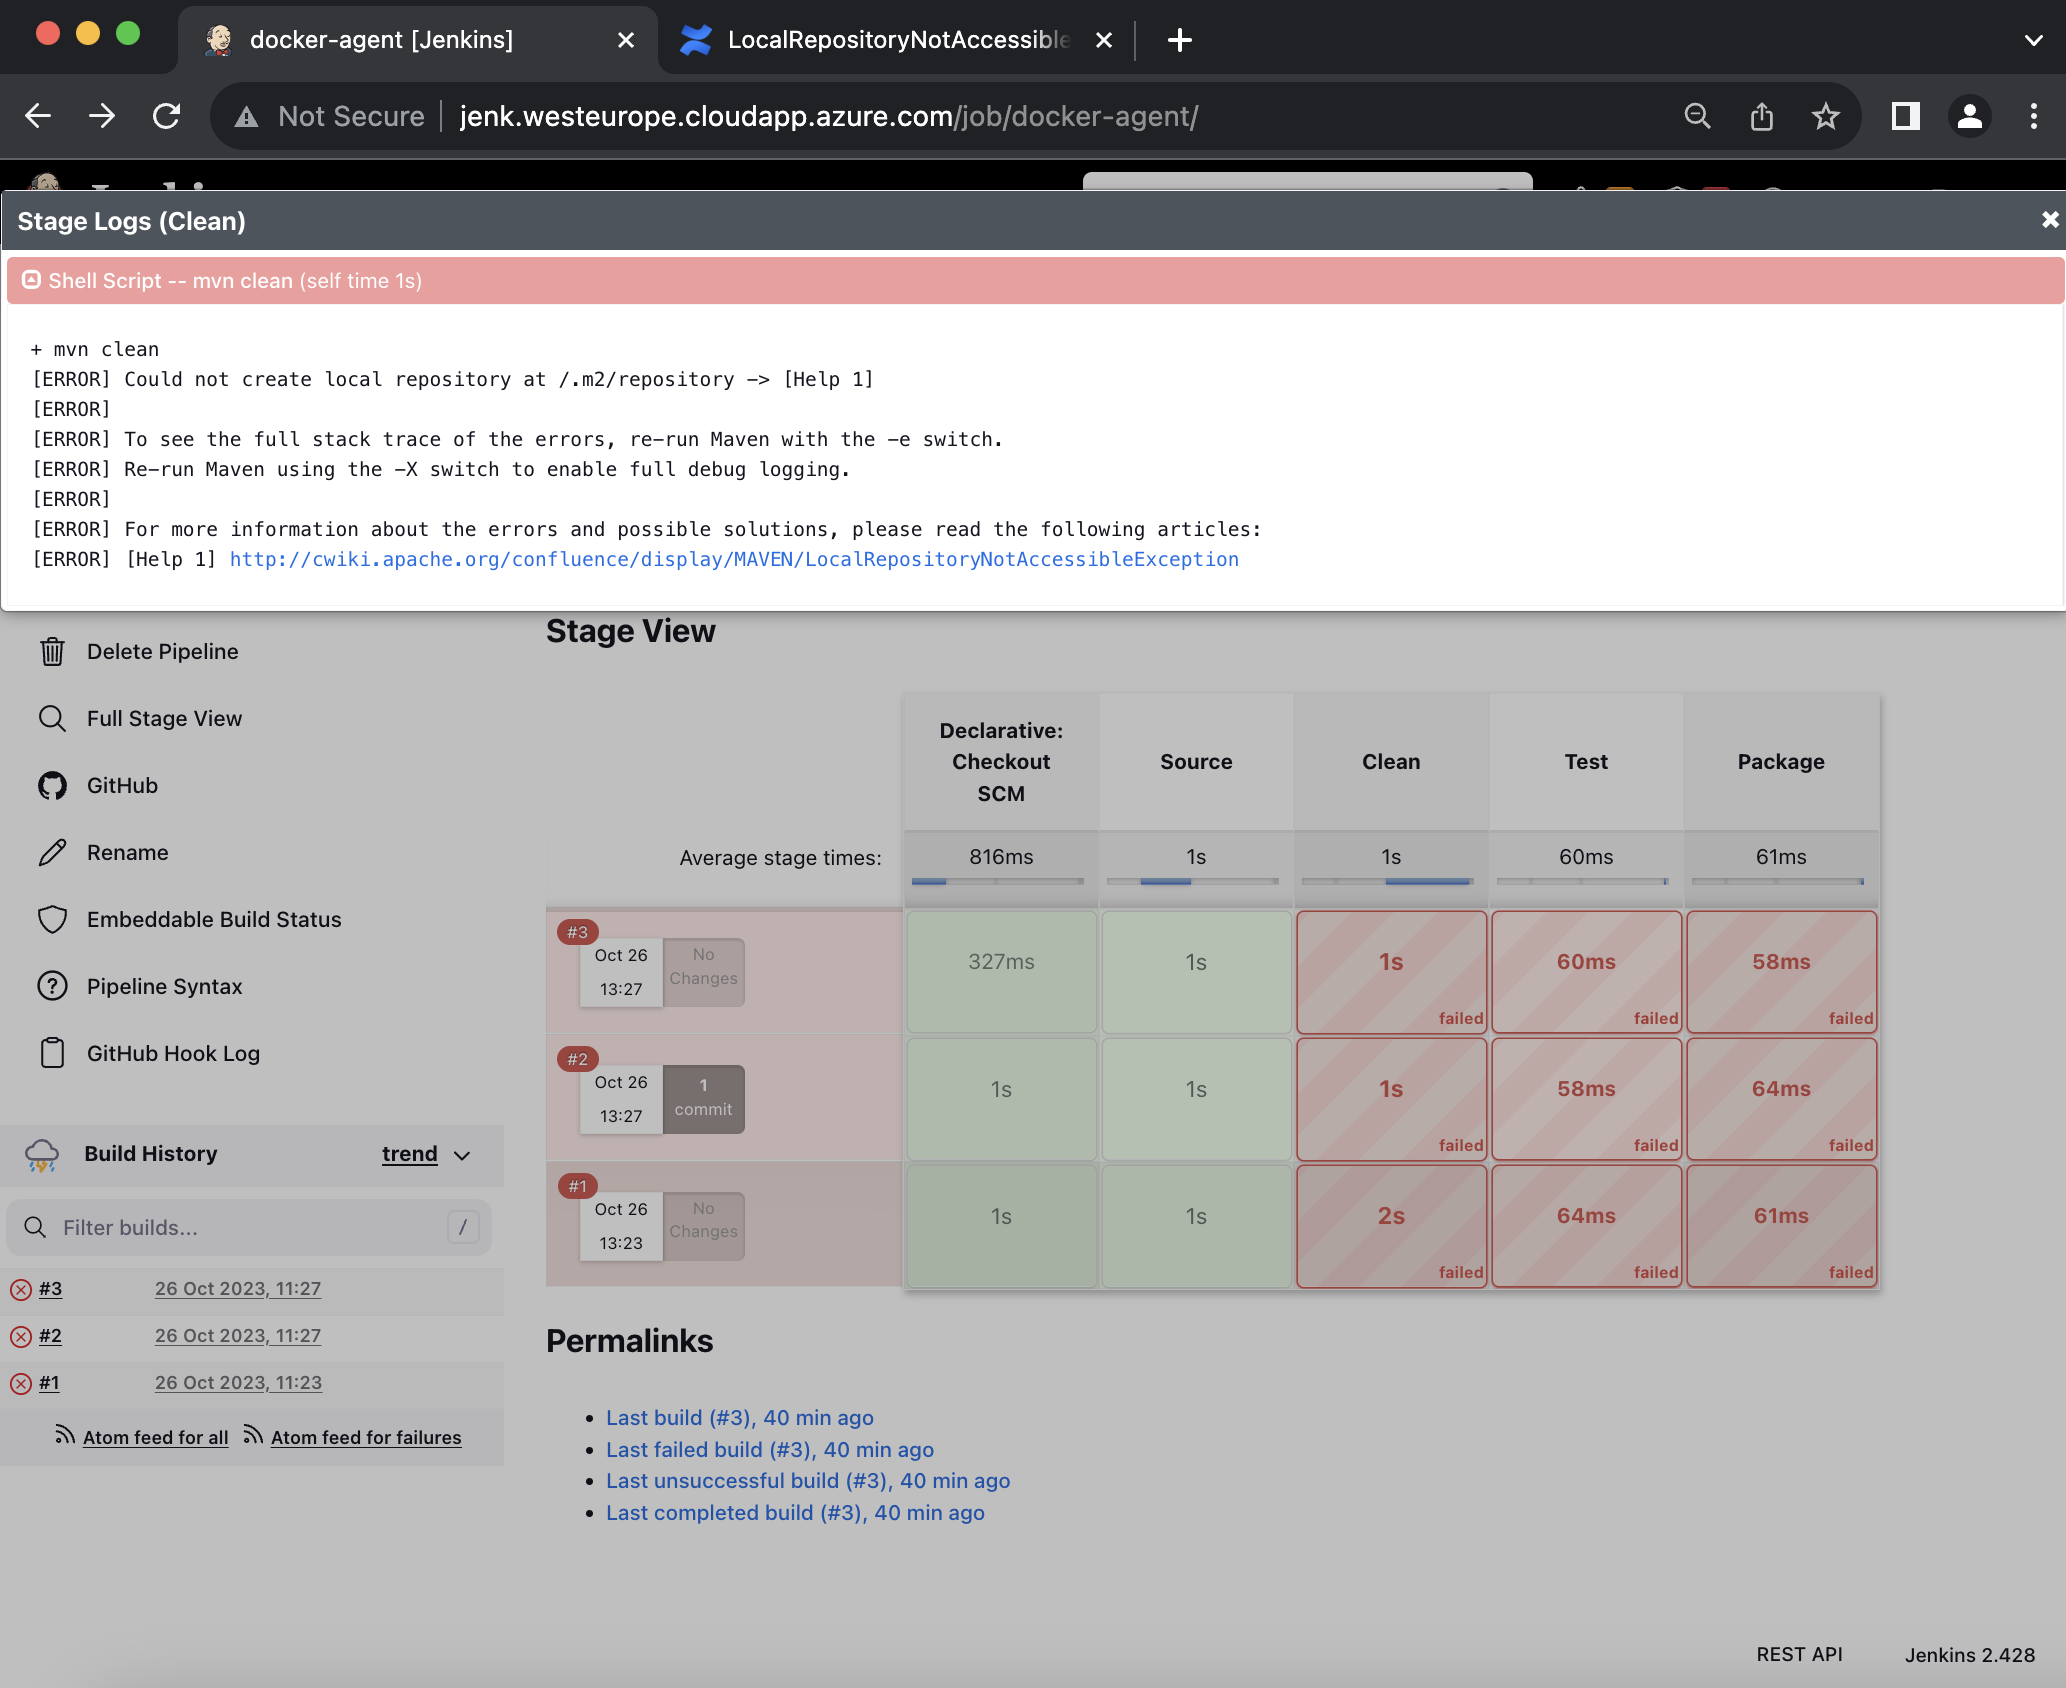 docker-agent [Jenkins]
LocalRepositoryNotAccessible
Not Secure
jenk.westeurope.cloudapp.azure.com/job/docker-agent/
Stage Logs (Clean)
Shell Script -- mvn clean (self time 1s)
+ mvn clean
[ERROR] Could not create local repository at /.m2/repository -> [Help 1]
[ERROR]
[ERROR] To see the full stack trace of the errors, re-run Maven with the -e switch.
[ERROR] Re-run Maven using the -X switch to enable full debug logging.
[ERROR]
[ERROR] For more information about the errors and possible solutions, please read the following articles:
[ERROR] [Help 1] http://cwiki.apache.org/confluence/display/MAVEN/LocalRepositoryNotAccessibleException
Delete Pipeline
Full Stage View
GitHub
Rename
Embeddable Build Status
Pipeline Syntax
GitHub Hook Log
Build History
trend
Filter builds...
/
#3 26 Oct 2023, 11:27
#2 26 Oct 2023, 11:27
#1 26 Oct 2023, 11:23
Atom feed for all Atom feed for failures
Stage View
Declarative:
Checkout
SCM
Source
Clean
Test
Package
Average stage times:
816ms 1s 1s 60ms 61ms
#3
Oct 26
13:27
No
Changes
327ms
1s
1s
failed
60ms
failed
58ms
failed
#2
Oct 26
13:27
1
commit
1s
1s
1s
failed
58ms
failed
64ms
failed
#1
Oct 26
13:23
No
Changes
1s
1s
2s
failed
64ms
failed
61ms
failed
Permalinks
Last build (#3), 40 min ago
Last failed build (#3), 40 min ago
Last unsuccessful build (#3), 40 min ago
Last completed build (#3), 40 min ago
REST API
Jenkins 2.428